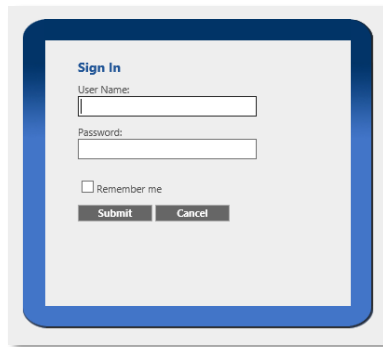 Sign In
User Name:
Password:
Remember me
Submit Cancel